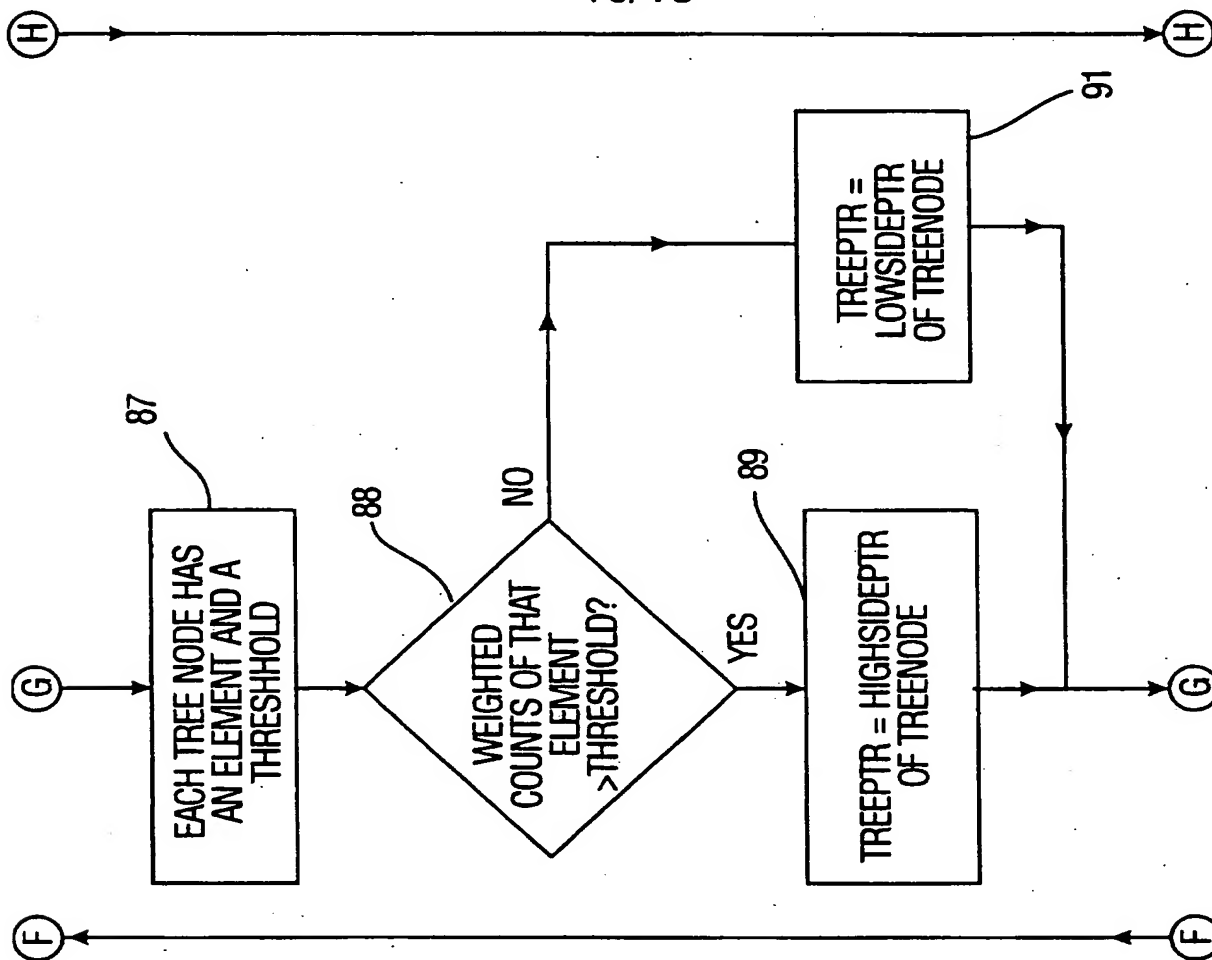 F
G
H
87
EACH TREE NODE HAS
AN ELEMENT AND A
THRESHHOLD
88
WEIGHTED
COUNTS OF THAT
ELEMENT
>THRESHOLD?
NO
YES
89
TREEPTR = HIGHSIDEPTR
OF TREENODE
TREEPTR =
LOWSIDEPTR
OF TREENODE
91
F
G
H